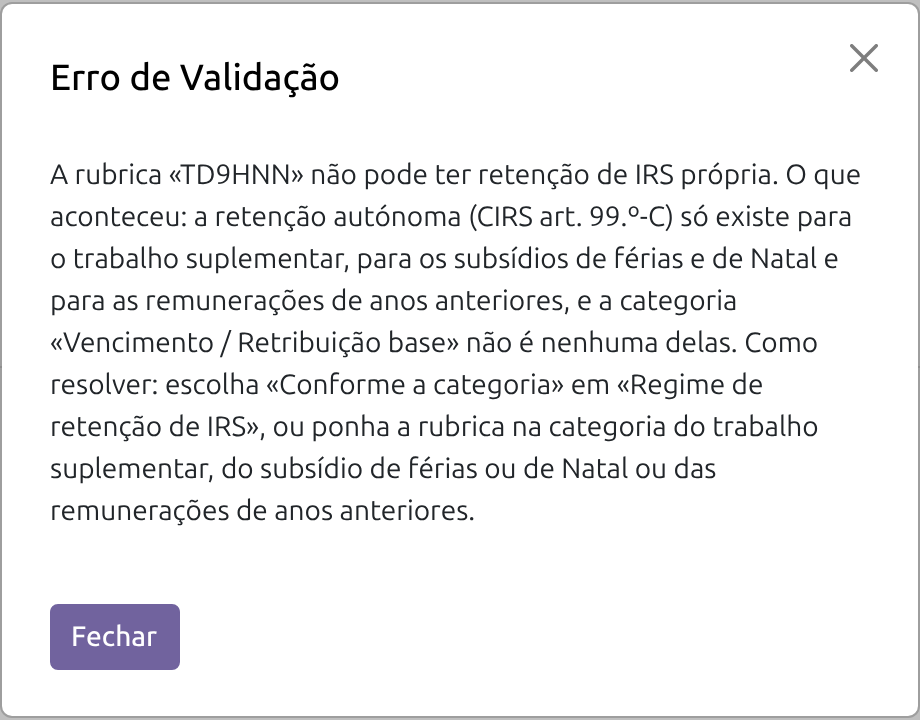 Erro de Validação
A rubrica «TD9HNN» não pode ter retenção de IRS própria. O que
aconteceu: a retenção autónoma (CIRS art. 99.º-C) só existe para
o trabalho suplementar, para os subsídios de férias e de Natal e
para as remunerações de anos anteriores, e a categoria
«Vencimento / Retribuição base» não é nenhuma delas. Como
resolver: escolha «Conforme a categoria» em «Regime de
retenção de IRS», ou ponha a rubrica na categoria do trabalho
suplementar, do subsídio de férias ou de Natal ou das
remunerações de anos anteriores.
Fechar